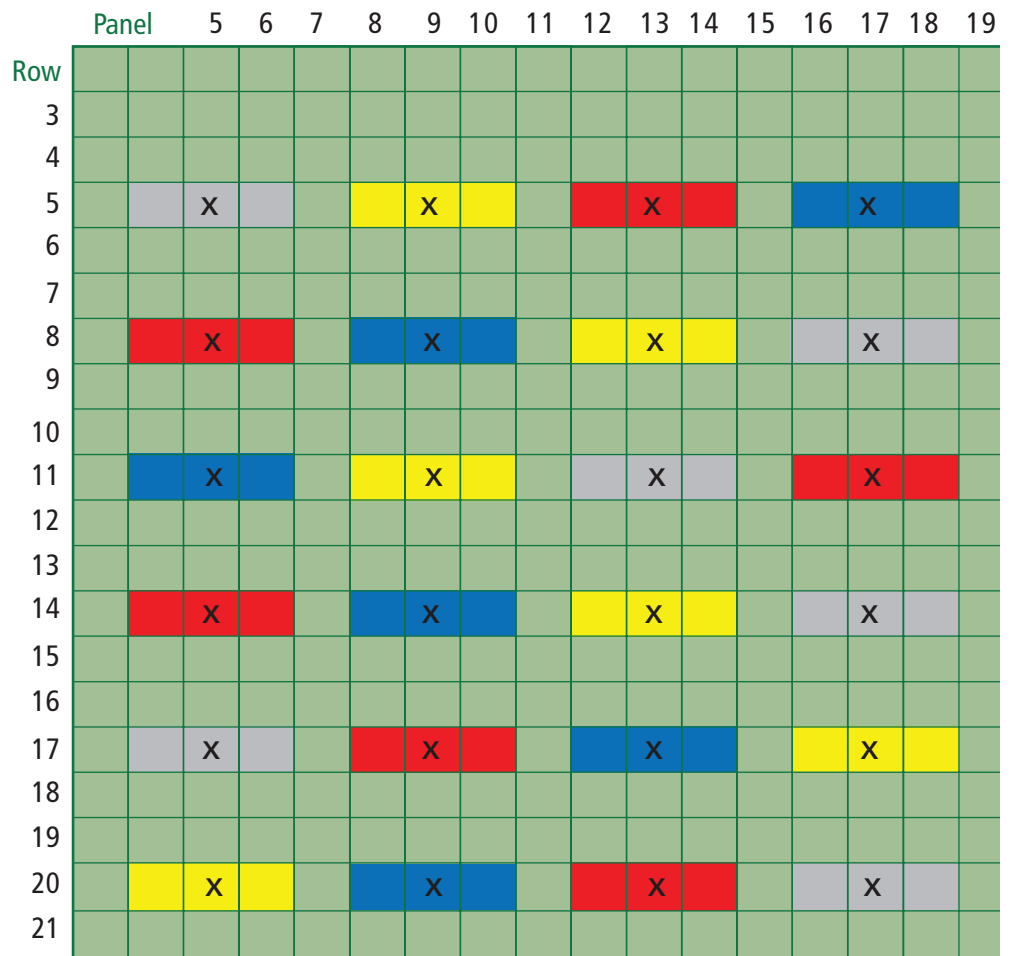 Panel 5 6 7 8 9 10 11 12 13 14 15 16 17 18 19
Row
3
4
5 X X X X
6
7
8 X X X X
9
10
11 X X X X
12
13
14 X X X X
15
16
17 X X X X
18
19
20 X X X X
21